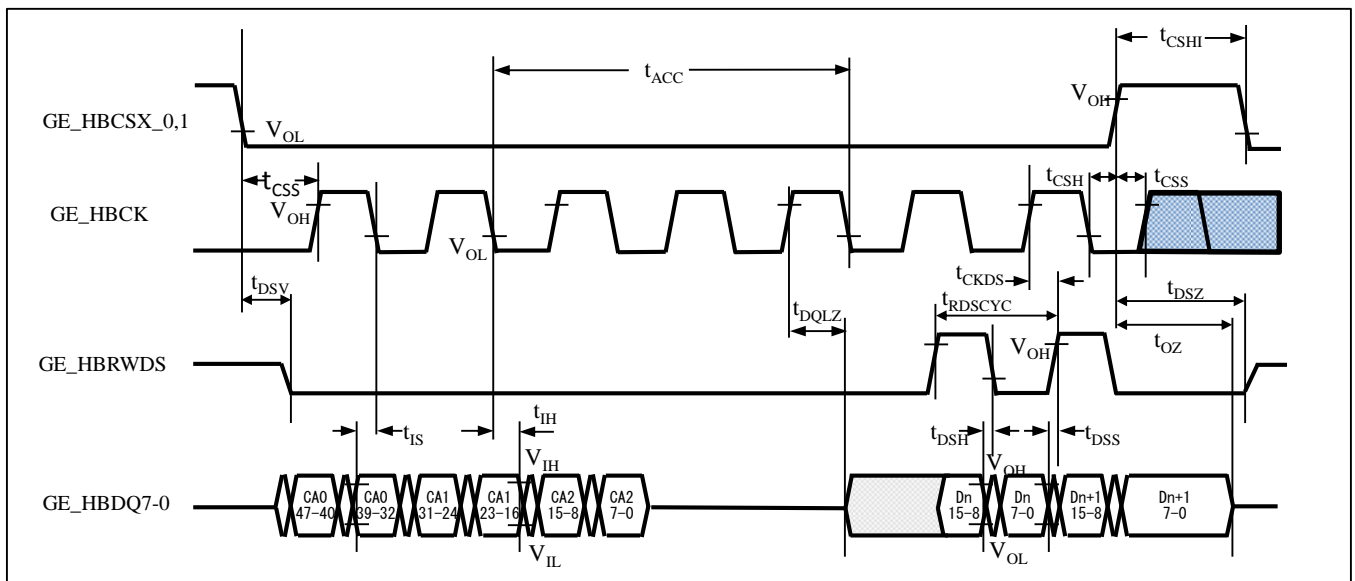 tCSHI
tACC
VOH
GE_HBCSX_0,1
VOL
tCSS
tCSH
tCSS
VOH
GE_HBCK
VOL
tCKDS
tDSV
tDSZ
tRDSCYC
tDQLZ
tOZ
VOH
GE_HBRWDS
tIH
tIS
tDSH
tDSS
VIH
VOH
GE_HBDQ7-0
CA0 47-40
CA0 39-32
CA1 31-24
CA1 23-16
CA2 15-8
CA2 7-0
Dn 15-8
Dn 7-0
Dn+1 15-8
Dn+1 7-0
VIL
VOL